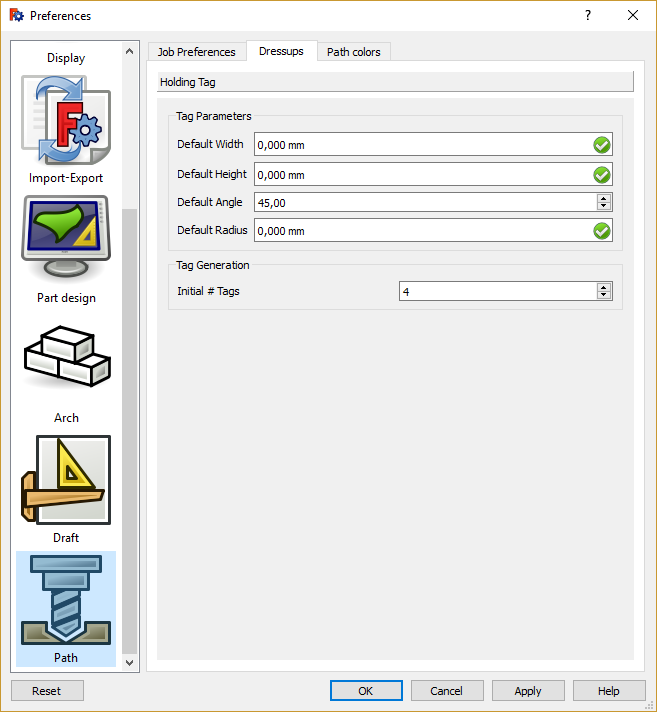 Preferences
?
Display
Import-Export
Part design
Arch
Draft
Path
Job Preferences Dressups Path colors
Holding Tag
Tag Parameters
Default Width 0,000 mm
Default Height 0,000 mm
Default Angle 45,00
Default Radius 0,000 mm
Tag Generation
Initial # Tags 4
Reset OK Cancel Apply Help